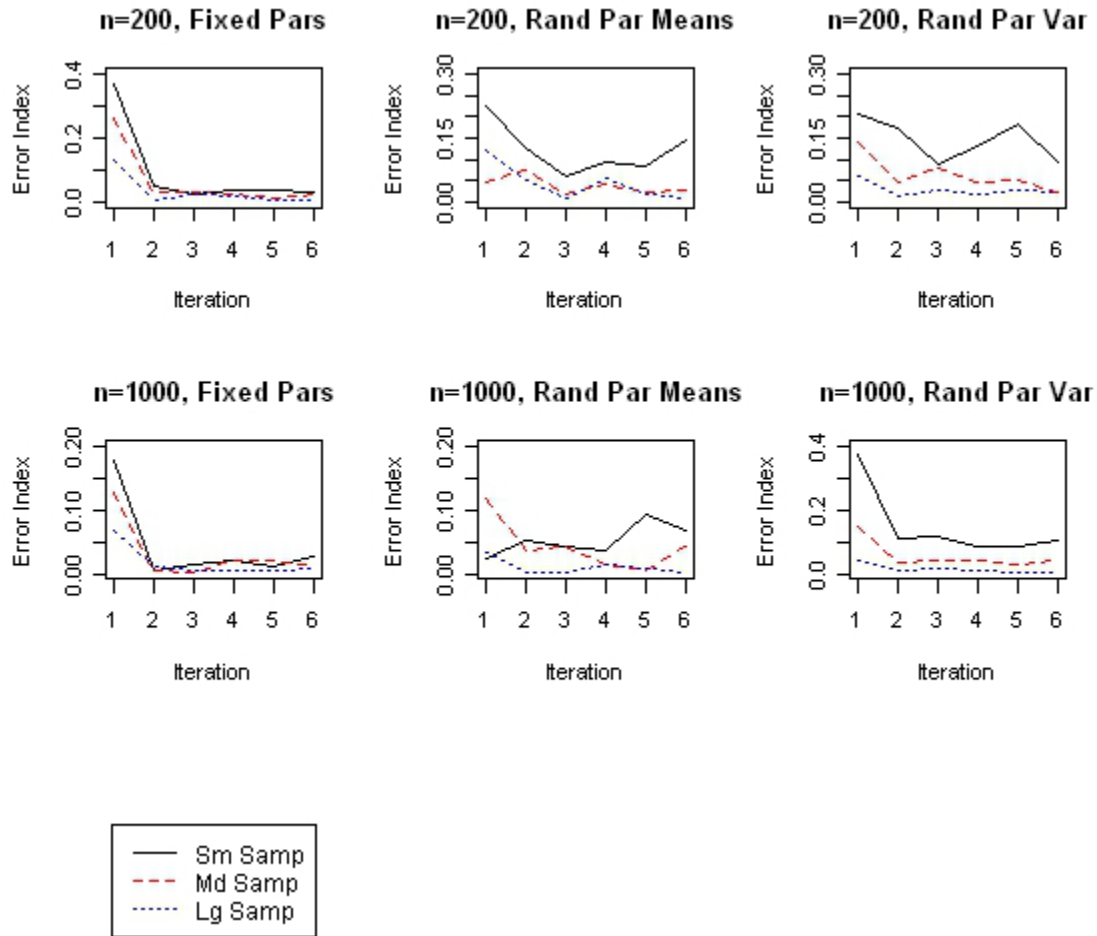 n=200, Fixed Pars
Error Index
0.4
0.2
0.0
1 2 3 4 5 6
Iteration
n=200, Rand Par Means
Error Index
0.30
0.15
0.00
1 2 3 4 5 6
Iteration
n=200, Rand Par Var
Error Index
0.30
0.15
0.00
1 2 3 4 5 6
Iteration
n=1000, Fixed Pars
Error Index
0.20
0.10
0.00
1 2 3 4 5 6
Iteration
n=1000, Rand Par Means
Error Index
0.20
0.10
0.00
1 2 3 4 5 6
Iteration
n=1000, Rand Par Var
Error Index
0.4
0.2
0.0
1 2 3 4 5 6
Iteration
Sm Samp
Md Samp
Lg Samp